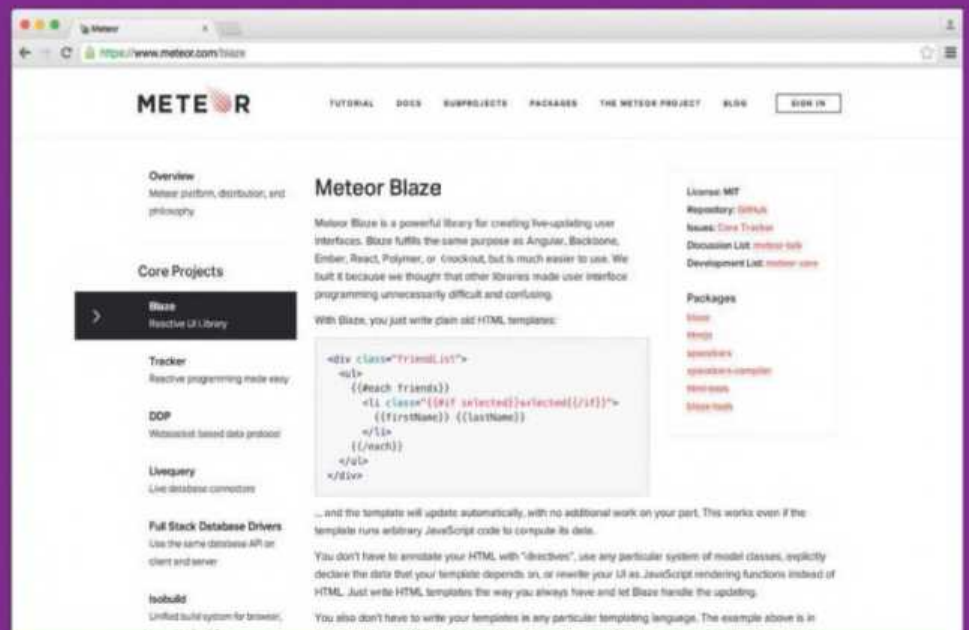 Meteor
https://www.meteor.com/blaze
METEOR
TUTORIAL DOCS SUBPROJECTS PACKAGES THE METEOR PROJECT BLOG SIGN IN
Overview
Meteor platform, distribution, and
philosophy
Core Projects
Blaze
Reactive UI Library
Tracker
Reactive programming made easy
DDP
Websocket based data protocol
Livequery
Live database connectors
Full Stack Database Drivers
Use the same database API on
client and server
Isobuild
Unified build system for browser,
Meteor Blaze
Meteor Blaze is a powerful library for creating live-updating user
interfaces. Blaze fulfills the same purpose as Angular, Backbone,
Ember, React, Polymer, or Knockout, but is much easier to use. We
built it because we thought that other libraries made user interface
programming unnecessarily difficult and confusing.
With Blaze, you just write plain old HTML templates:
<div class="friendList">
<ul>
{{#each friends}}
<li class="{{#if selected}}selected{{/if}}">
{{firstName}} {{lastName}}
</li>
{{/each}}
</ul>
</div>
... and the template will update automatically, with no additional work on your part. This works even if the
template runs arbitrary JavaScript code to compute its data.
You don't have to annotate your HTML with "directives", use any particular system of model classes, explicitly
declare the data that your template depends on, or rewrite your UI as JavaScript rendering functions instead of
HTML. Just write HTML templates the way you always have and let Blaze handle the updating.
You also don't have to write your templates in any particular templating language. The example above is in
License: MIT
Repository: GitHub
Issues: Core Tracker
Discussion List: meteor-talk
Development List: meteor-core
Packages
blaze
htmljs
spacebars
spacebars-compiler
html-tools
blaze-tools